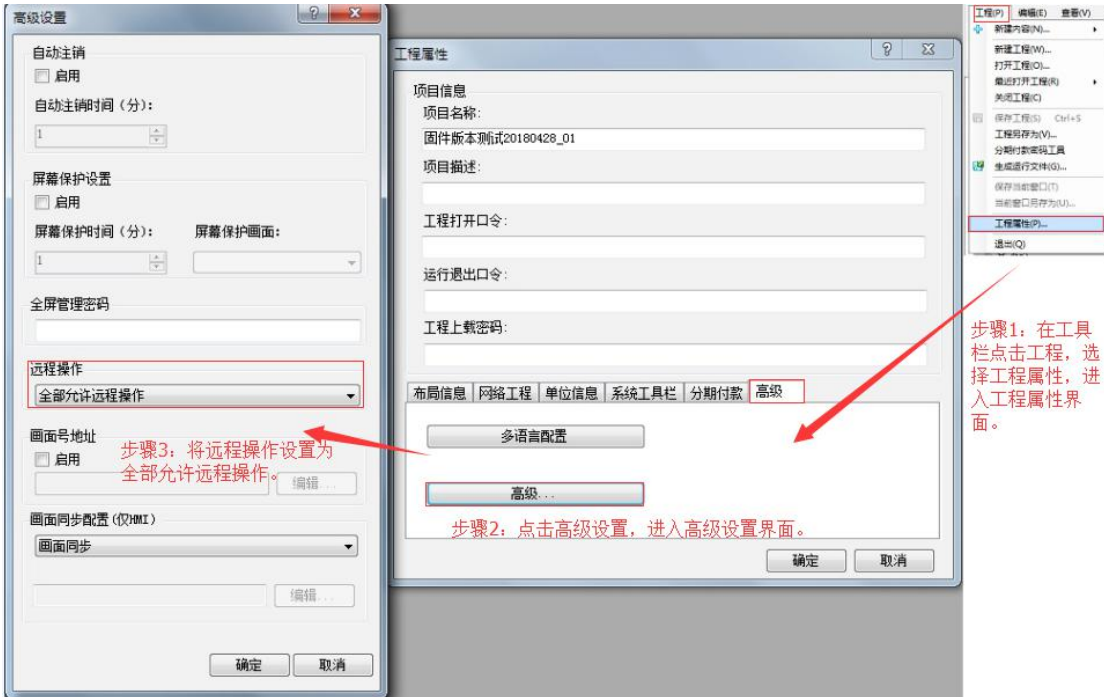 高级设置
自动注销
启用
自动注销时间（分）：
1
屏幕保护设置
启用
屏幕保护时间（分）： 屏幕保护画面：
1
全屏管理密码
远程操作
全部允许远程操作
画面号地址
启用
编辑...
步骤3：将远程操作设置为
全部允许远程操作。
画面同步配置(仅HMI)
画面同步
编辑...
确定 取消
工程属性
项目信息
项目名称：
固件版本测试20180428_01
项目描述：
工程打开口令：
运行退出口令：
工程上载密码：
布局信息 网络工程 单位信息 系统工具栏 分期付款 高级
多语言配置
高级...
步骤2：点击高级设置，进入高级设置界面。
确定 取消
工程(P) 编辑(E) 查看(V)
新建内容(N)...
新建工程(W)...
打开工程(O)...
最近打开工程(R)
关闭工程(C)
保存工程(S) Ctrl+S
工程另存为(V)...
分期付款密码工具
生成运行文件(G)...
保存当前窗口(T)
当前窗口另存为(U)...
工程属性(P)...
退出(Q)
步骤1：在工具
栏点击工程，选
择工程属性，进
入工程属性界
面。